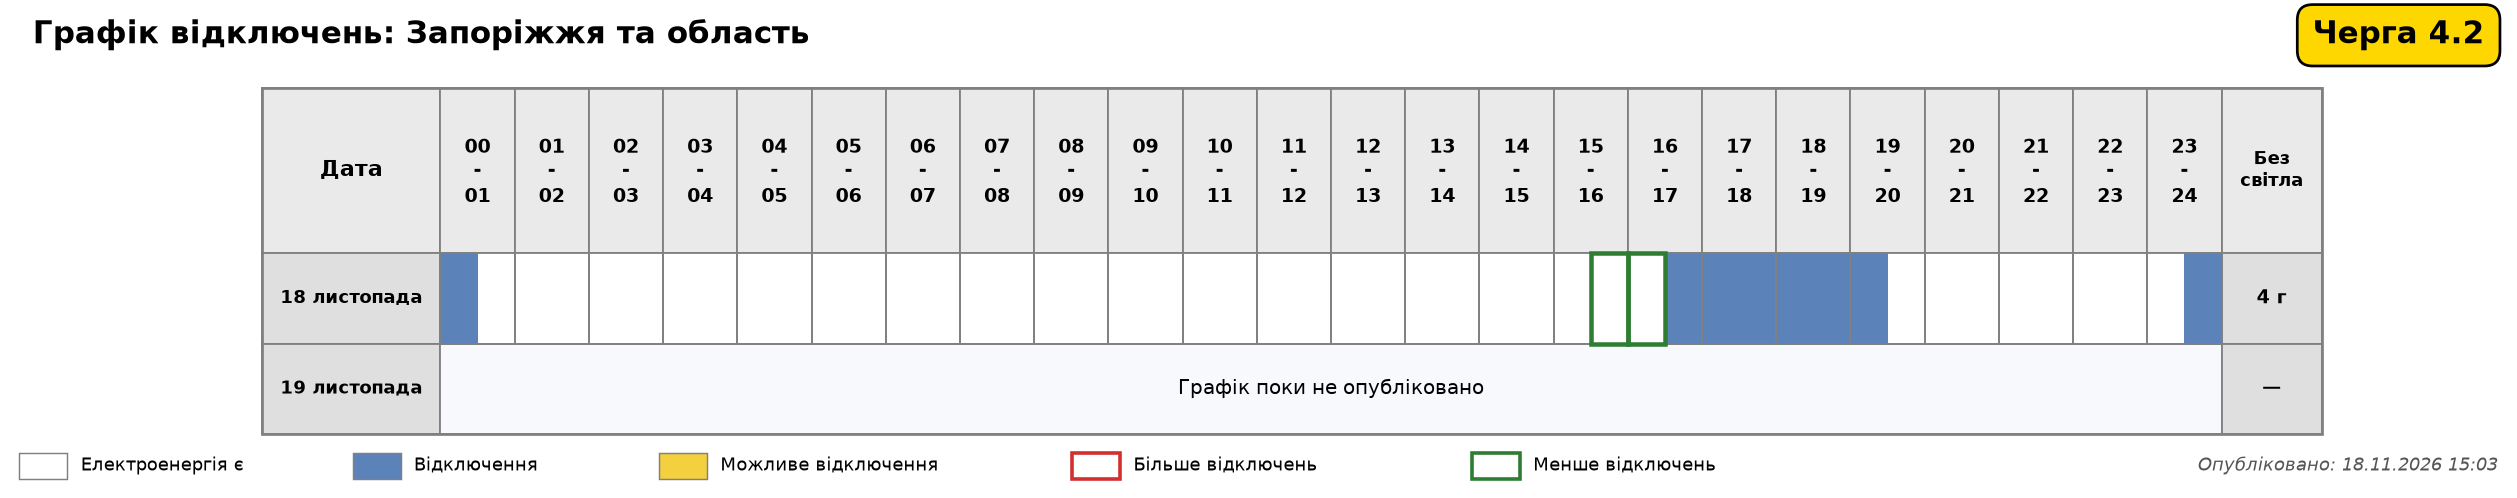 Графік відключень: Запоріжжя та область
Черга 4.2
Дата
00 - 01
01 - 02
02 - 03
03 - 04
04 - 05
05 - 06
06 - 07
07 - 08
08 - 09
09 - 10
10 - 11
11 - 12
12 - 13
13 - 14
14 - 15
15 - 16
16 - 17
17 - 18
18 - 19
19 - 20
20 - 21
21 - 22
22 - 23
23 - 24
Без
світла
18 листопада
4 г
19 листопада
Графік поки не опубліковано
—
Електроенергія є
Відключення
Можливе відключення
Більше відключень
Менше відключень
Опубліковано: 18.11.2026 15:03